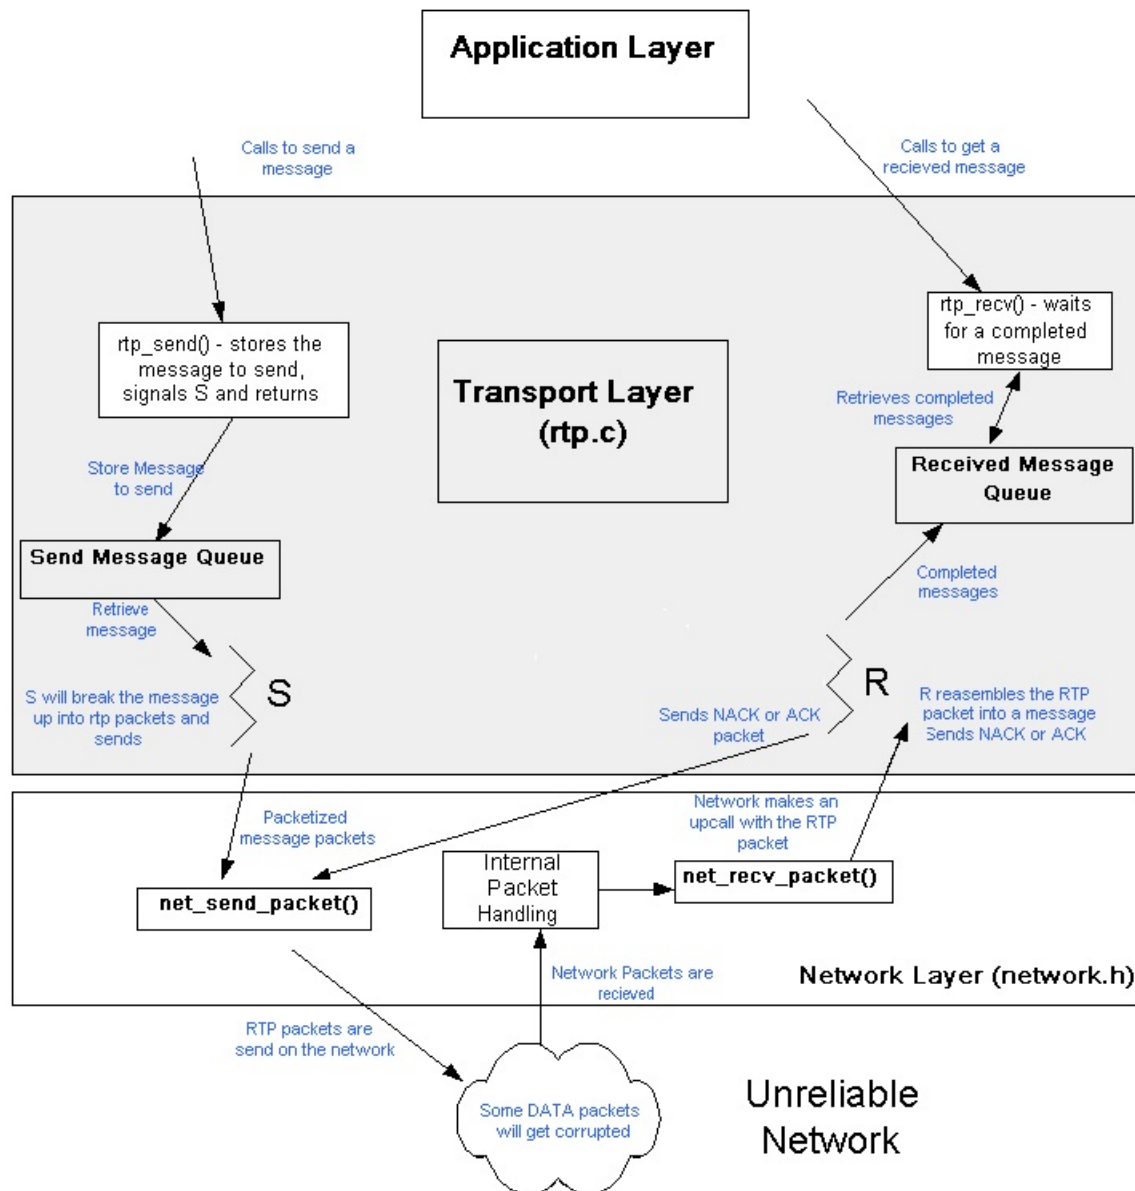 Application Layer
Calls to send a
message
Calls to get a
recieved message
rtp_send() - stores the
message to send,
signals S and returns
rtp_recv() - waits
for a completed
message
Transport Layer
(rtp.c)
Retrieves completed
messages
Store Message
to send
Received Message
Queue
Send Message Queue
Retrieve
message
Completed
messages
S
R
S will break the message
up into rtp packets and
sends
Sends NACK or ACK
packet
R reasembles the RTP
packet into a message
Sends NACK or ACK
Packetized
message packets
Network makes an
upcall with the RTP
packet
Internal
Packet
Handling
net_recv_packet()
net_send_packet()
Network Packets are
recieved
Network Layer (network.h)
RTP packets are
send on the network
Some DATA packets
will get corrupted
Unreliable
Network